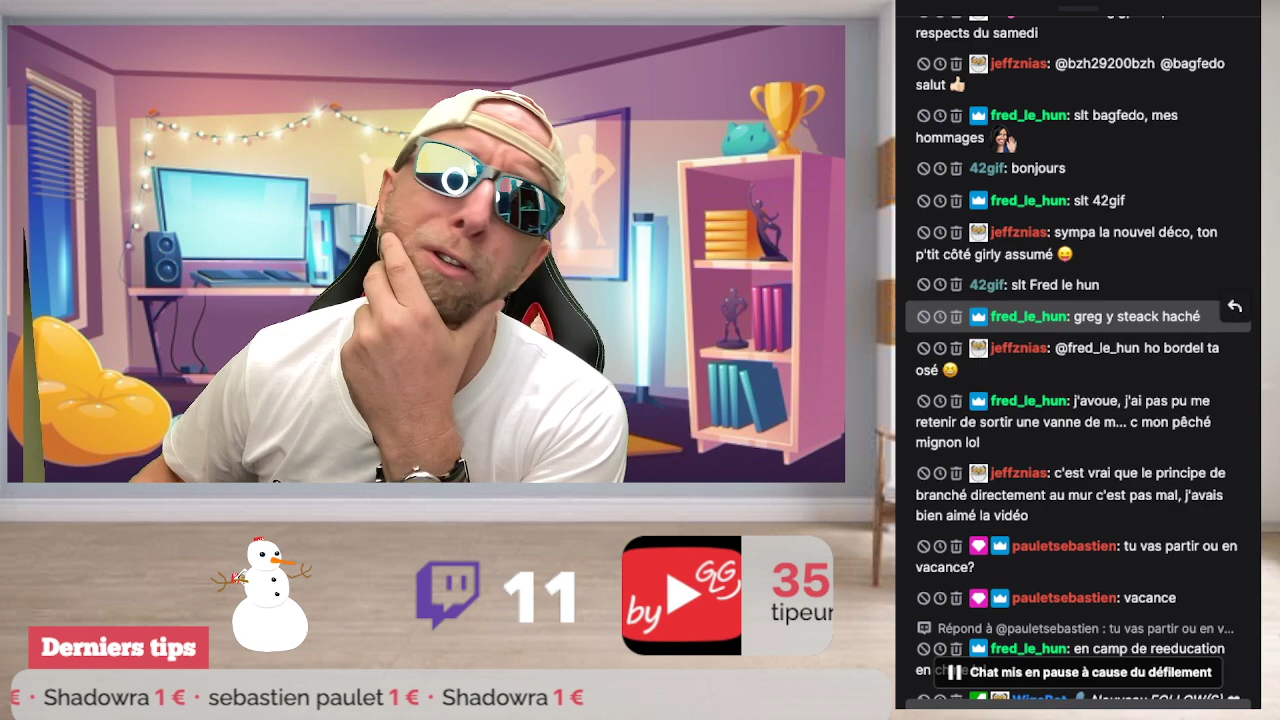 respects du samedi
jeffznias: @bzh29200bzh @bagfedo
salut
fred_le_hun: slt bagfedo, mes
hommages
42gif: bonjours
fred_le_hun: slt 42gif
jeffznias: sympa la nouvel déco, ton
p'tit côté girly assumé
42gif: slt Fred le hun
fred_le_hun: greg y steack haché
jeffznias: @fred_le_hun ho bordel ta
osé
fred_le_hun: j'avoue, j'ai pas pu me
retenir de sortir une vanne de m... c mon pêché
mignon lol
jeffznias: c'est vrai que le principe de
branché directement au mur c'est pas mal, j'avais
bien aimé la vidéo
pauletsebastien: tu vas partir ou en
vacance?
pauletsebastien: vacance
Répond à @pauletsebastien : tu vas partir ou en v...
fred_le_hun: en camp de reeducation
en
Chat mis en pause à cause du défilement
11
by GG
35
tipeur
Derniers tips
€ · Shadowra 1 € · sebastien paulet 1 € · Shadowra 1 €